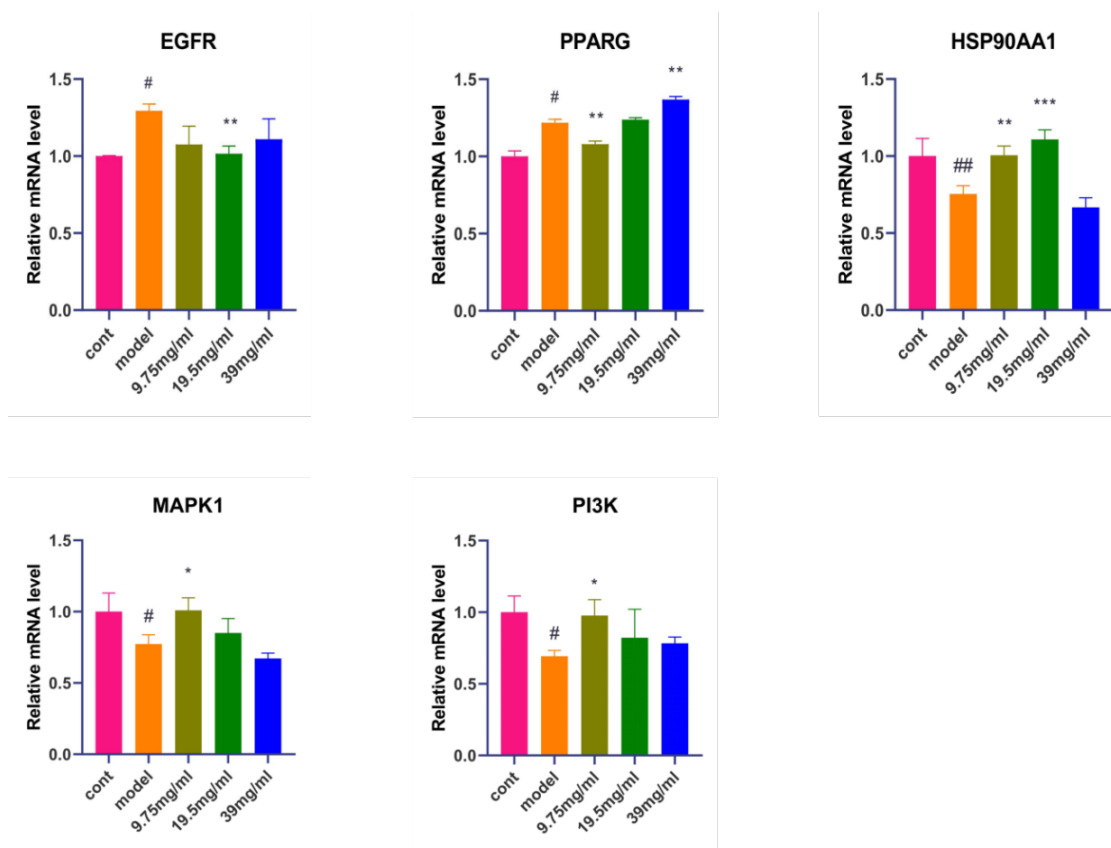 EGFR
Relative mRNA level
1.5
1.0
0.5
0.0
#
**
cont
model
9.75mg/ml
19.5mg/ml
39mg/ml
PPARG
Relative mRNA level
1.5
1.0
0.5
0.0
#
**
**
cont
model
9.75mg/ml
19.5mg/ml
39mg/ml
HSP90AA1
Relative mRNA level
1.5
1.0
0.5
0.0
##
**
***
cont
model
9.75mg/ml
19.5mg/ml
39mg/ml
MAPK1
Relative mRNA level
1.5
1.0
0.5
0.0
#
*
cont
model
9.75mg/ml
19.5mg/ml
39mg/ml
PI3K
Relative mRNA level
1.5
1.0
0.5
0.0
#
*
cont
model
9.75mg/ml
19.5mg/ml
39mg/ml